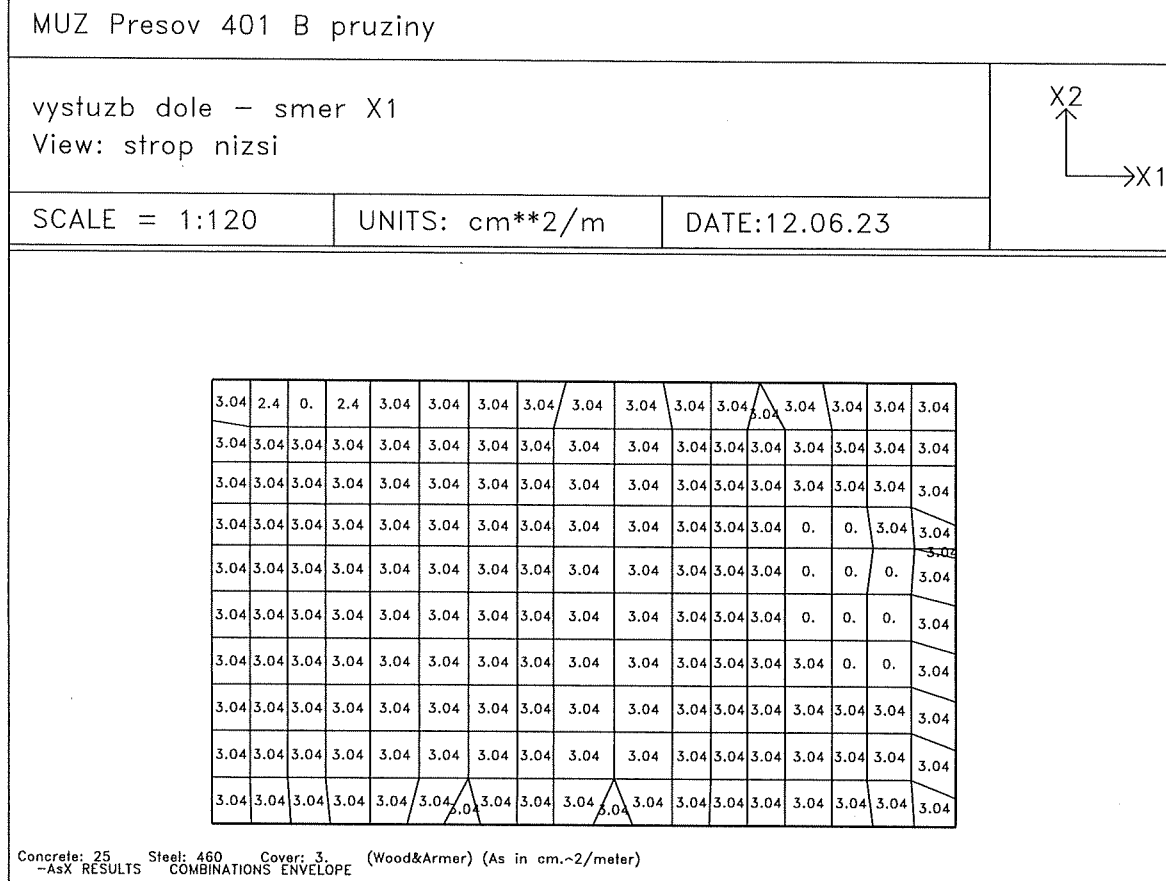 MUZ Presov 401 B pruziny
vystuzb dole – smer X1
View: strop nizsi
X2
X1
SCALE = 1:120 UNITS: cm**2/m DATE:12.06.23
3.04 2.4 0. 2.4 3.04 3.04 3.04 3.04 3.04 3.04 3.04 3.04 3.04 3.04 3.04 3.04 3.04
3.04 3.04 3.04 3.04 3.04 3.04 3.04 3.04 3.04 3.04 3.04 3.04 3.04 3.04 3.04 3.04 3.04
3.04 3.04 3.04 3.04 3.04 3.04 3.04 3.04 3.04 3.04 3.04 3.04 3.04 3.04 3.04 3.04 3.04
3.04 3.04 3.04 3.04 3.04 3.04 3.04 3.04 3.04 3.04 3.04 3.04 3.04 0. 0. 3.04 3.04
3.04
3.04 3.04 3.04 3.04 3.04 3.04 3.04 3.04 3.04 3.04 3.04 3.04 3.04 0. 0. 0. 3.04
3.04 3.04 3.04 3.04 3.04 3.04 3.04 3.04 3.04 3.04 3.04 3.04 3.04 0. 0. 0. 3.04
3.04 3.04 3.04 3.04 3.04 3.04 3.04 3.04 3.04 3.04 3.04 3.04 3.04 3.04 0. 0. 3.04
3.04 3.04 3.04 3.04 3.04 3.04 3.04 3.04 3.04 3.04 3.04 3.04 3.04 3.04 3.04 3.04 3.04
3.04 3.04 3.04 3.04 3.04 3.04 3.04 3.04 3.04 3.04 3.04 3.04 3.04 3.04 3.04 3.04 3.04
3.04 3.04 3.04 3.04 3.04 3.04 3.04 3.04 3.04 3.04 3.04 3.04 3.04 3.04 3.04 3.04 3.04 3.04 3.04
Concrete: 25 Steel: 460 Cover: 3. (Wood&Armer) (As in cm.~2/meter)
-AsX RESULTS COMBINATIONS ENVELOPE